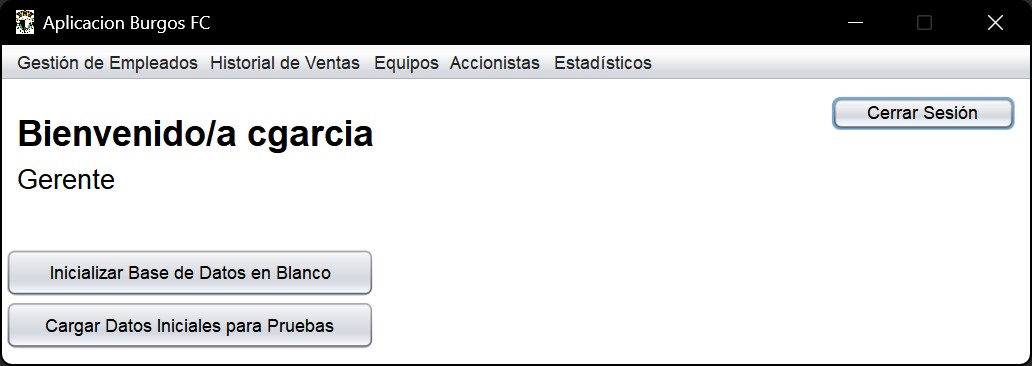 Aplicacion Burgos FC
Gestión de Empleados Historial de Ventas Equipos Accionistas Estadísticos
Cerrar Sesión
Bienvenido/a cgarcia
Gerente
Inicializar Base de Datos en Blanco
Cargar Datos Iniciales para Pruebas